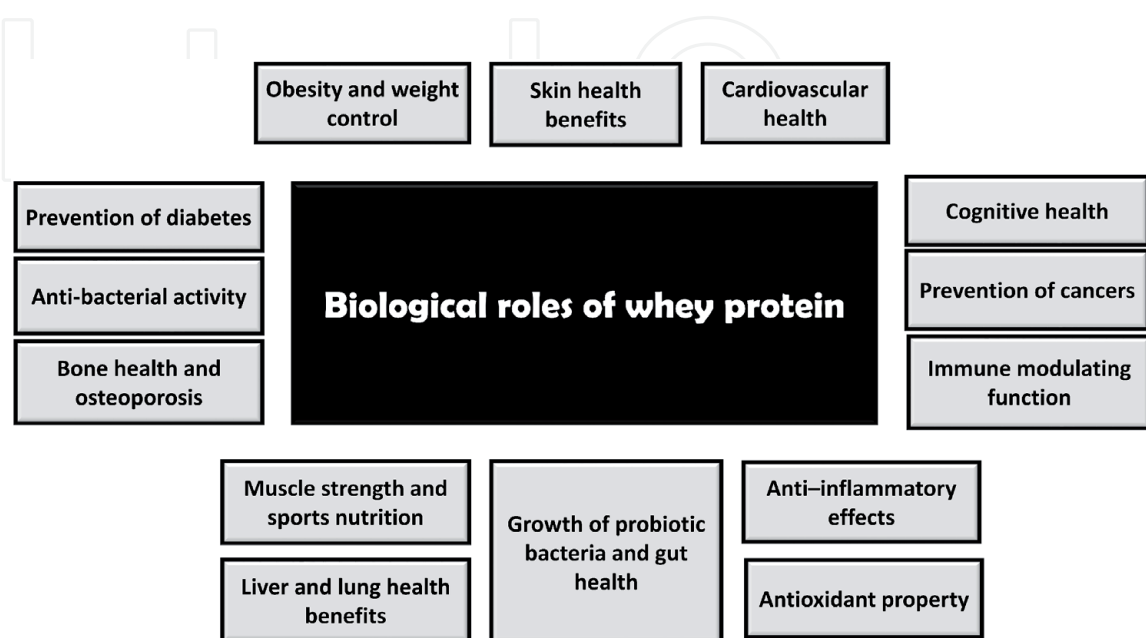 Obesity and weight
control
Skin health
benefits
Cardiovascular
health
Prevention of diabetes
Anti-bacterial activity
Bone health and
osteoporosis
Biological roles of whey protein
Cognitive health
Prevention of cancers
Immune modulating
function
Muscle strength and
sports nutrition
Liver and lung health
benefits
Growth of probiotic
bacteria and gut
health
Anti–inflammatory
effects
Antioxidant property